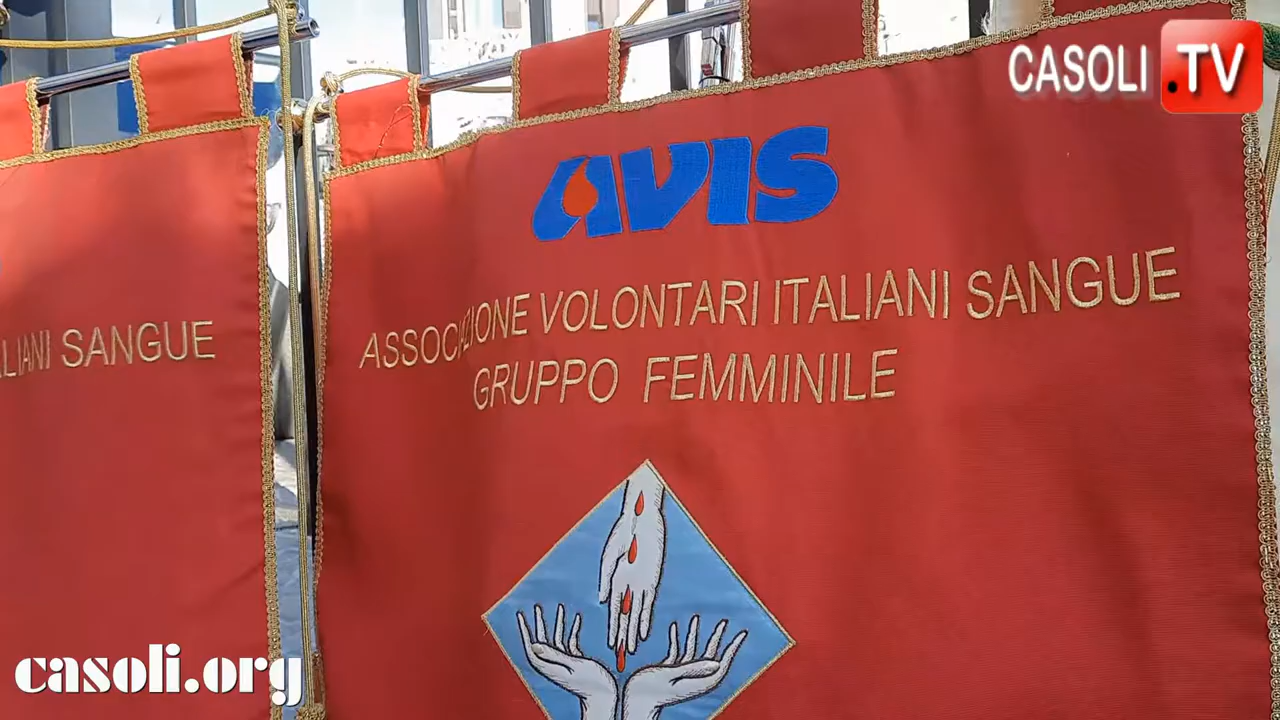 CASOLI .TV
AVIS
ASSOCIAZIONE VOLONTARI ITALIANI SANGUE
GRUPPO FEMMINILE
ALIANI SANGUE
casoli.org